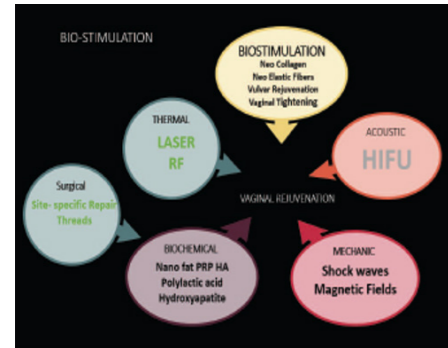 BIO-STIMULATION
BIOSTIMULATION
Neo Collagen
Neo Elastic Fibers
Vulver Rejuvenation
Vaginal Tightening
THERMAL
LASER
RF
ACOUSTIC
HIFU
Surgical
Site- specific Repair
Threads
VAGINAL REJUVENATION
BIOCHEMICAL
Nano fat PRP HA
Polylactic acid
Hydroxyapatite
MECHANIC
Shock waves
Magnetic Fields